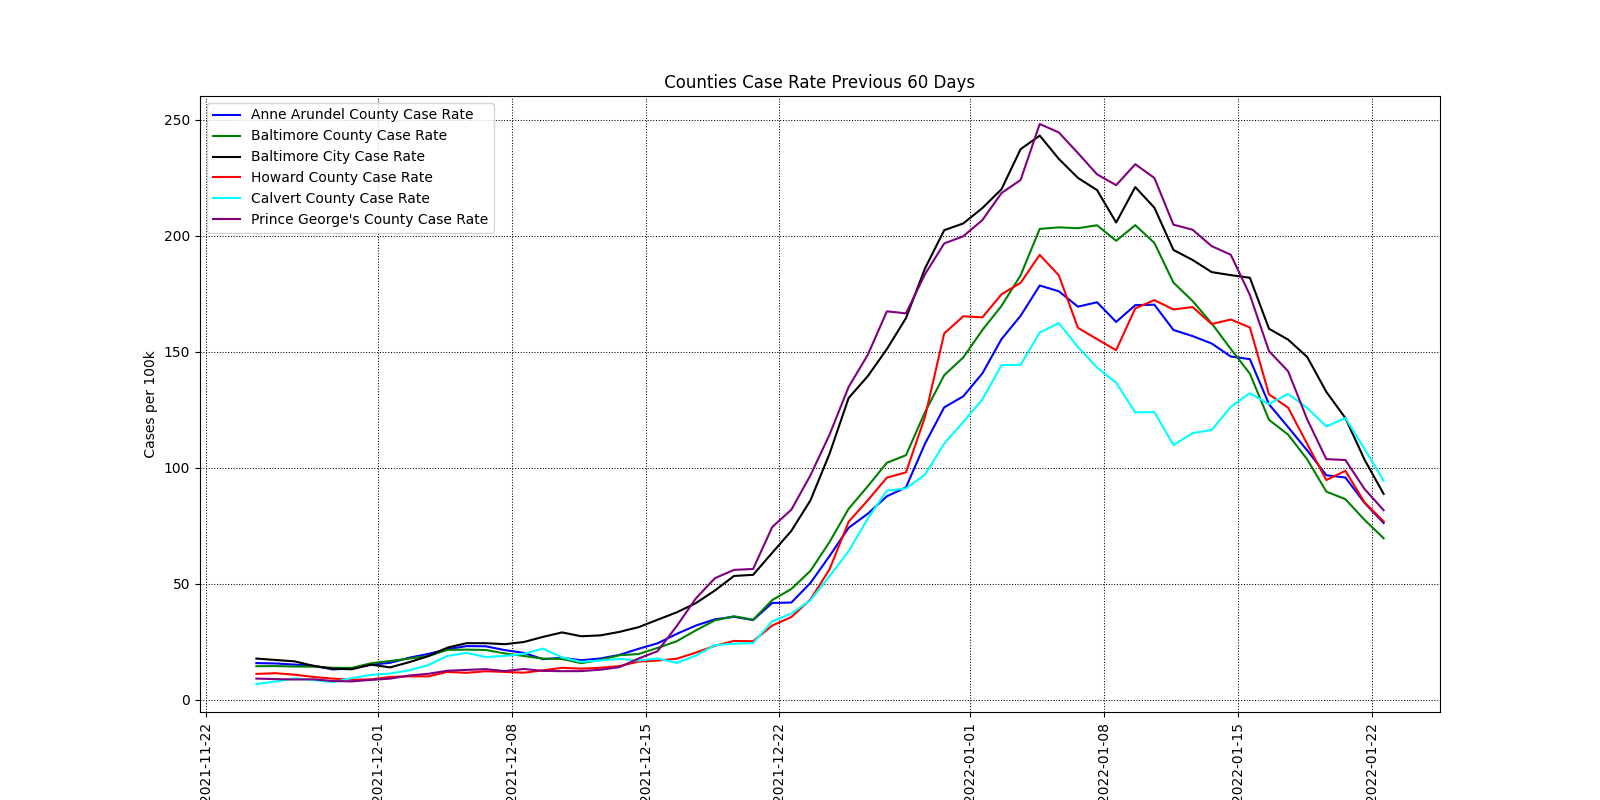 Counties Case Rate Previous 60 Days
Anne Arundel County Case Rate
Baltimore County Case Rate
Baltimore City Case Rate
Howard County Case Rate
Calvert County Case Rate
Prince George's County Case Rate
Cases per 100k
250
200
150
100
50
0
2021-11-22
2021-12-01
2021-12-08
2021-12-15
2021-12-22
2022-01-01
2022-01-08
2022-01-15
2022-01-22